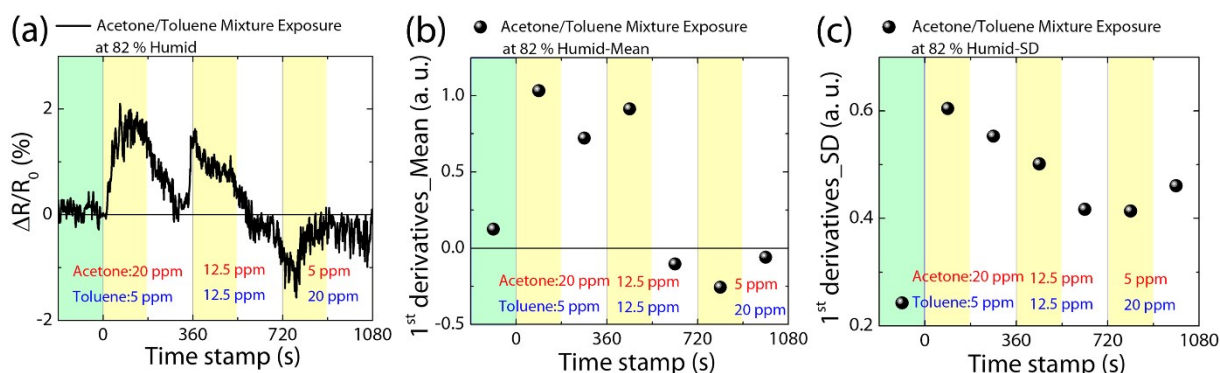 (a)
Acetone/Toluene Mixture Exposure
at 82 % Humid
ΔR/R0 (%)
2
0
-2
Acetone:20 ppm 12.5 ppm 5 ppm
Toluene:5 ppm 12.5 ppm 20 ppm
0 360 720 1080
Time stamp (s)
(b)
Acetone/Toluene Mixture Exposure
at 82 % Humid-Mean
1st derivatives_Mean (a. u.)
1.0
0.5
0.0
-0.5
Acetone:20 ppm 12.5 ppm 5 ppm
Toluene:5 ppm 12.5 ppm 20 ppm
0 360 720 1080
Time stamp (s)
(c)
Acetone/Toluene Mixture Exposure
at 82 % Humid-SD
1st derivatives_SD (a. u.)
0.6
0.4
0.2
Acetone:20 ppm 12.5 ppm 5 ppm
Toluene:5 ppm 12.5 ppm 20 ppm
0 360 720 1080
Time stamp (s)